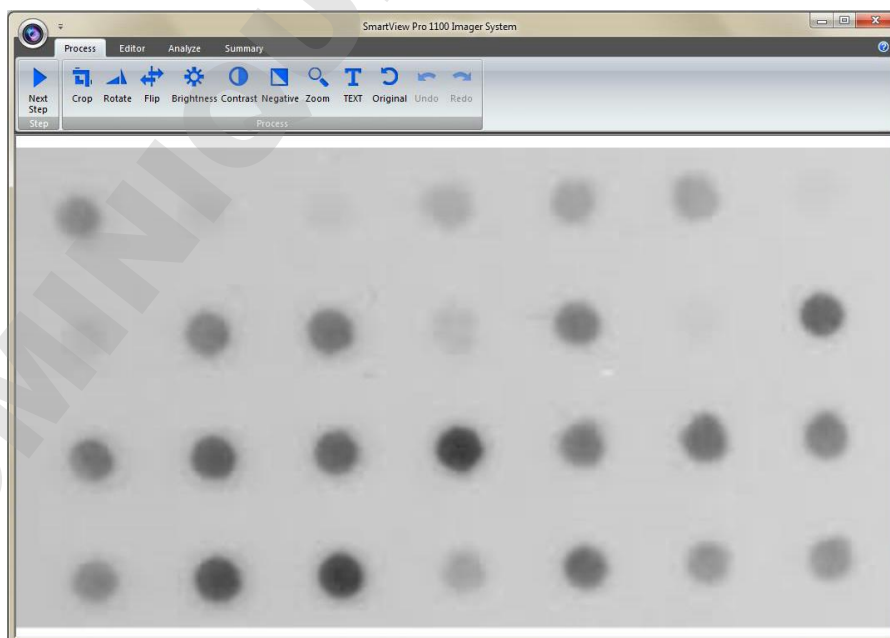 SmartView Pro 1100 Imager System
Process Editor Analyze Summary
Next Step Crop Rotate Flip Brightness Contrast Negative Zoom TEXT Original Undo Redo
Step Process